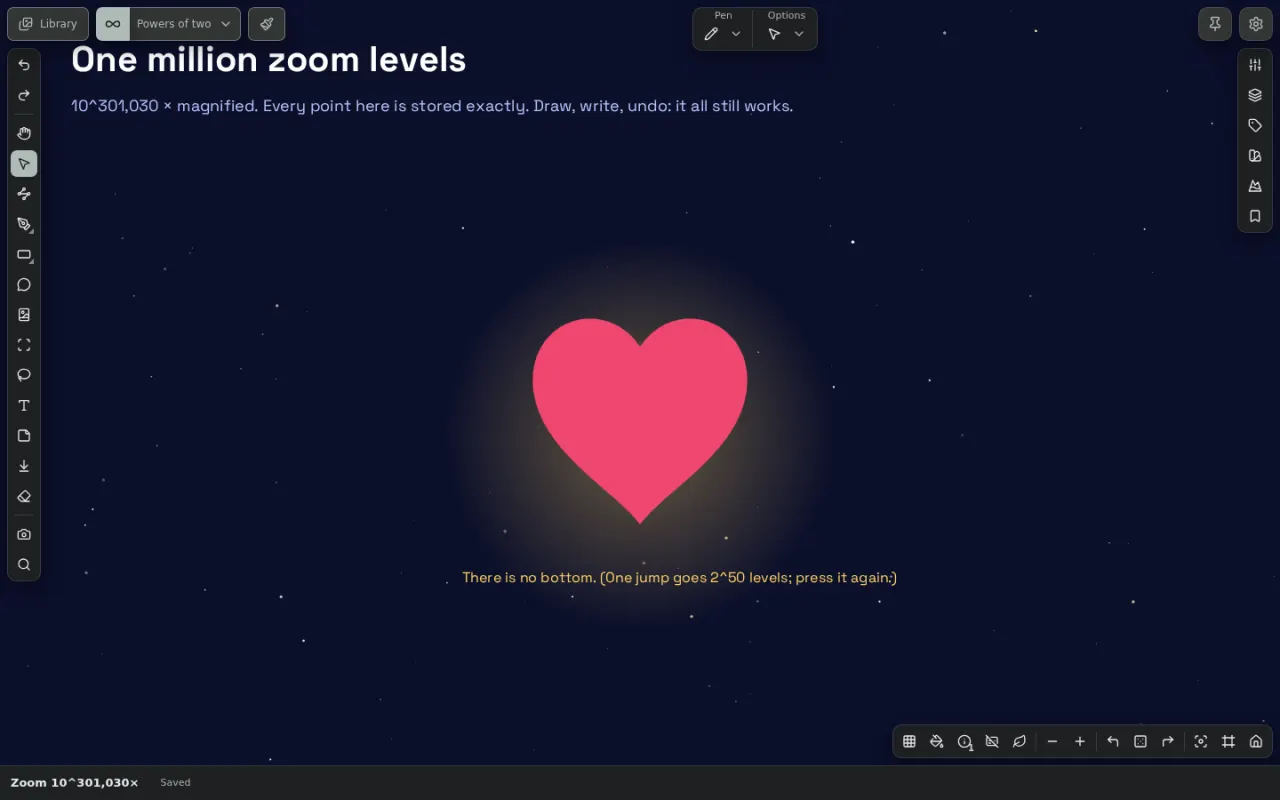 Library
Powers of two
Pen
Options
One million zoom levels
10^301,030 × magnified. Every point here is stored exactly. Draw, write, undo: it all still works.
There is no bottom. (One jump goes 2^50 levels; press it again.)
1
Zoom 10^301,030×
Saved